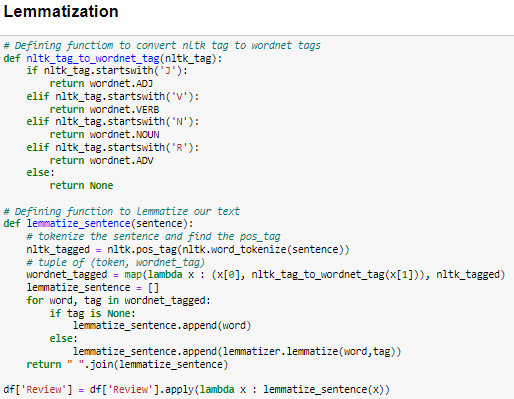 Lemmatization
# Defining functiom to convert nltk tag to wordnet tags
def nltk_tag_to_wordnet_tag(nltk_tag):
    if nltk_tag.startswith('J'):
        return wordnet.ADJ
    elif nltk_tag.startswith('V'):
        return wordnet.VERB
    elif nltk_tag.startswith('N'):
        return wordnet.NOUN
    elif nltk_tag.startswith('R'):
        return wordnet.ADV
    else:
        return None
# Defining function to lemmatize our text
def lemmatize_sentence(sentence):
    # tokenize the sentence and find the pos_tag
    nltk_tagged = nltk.pos_tag(nltk.word_tokenize(sentence))
    # tuple of (token, wordnet_tag)
    wordnet_tagged = map(lambda x : (x[0], nltk_tag_to_wordnet_tag(x[1])), nltk_tagged)
    lemmatize_sentence = []
    for word, tag in wordnet_tagged:
        if tag is None:
            lemmatize_sentence.append(word)
        else:
            lemmatize_sentence.append(lemmatizer.lemmatize(word,tag))
    return " ".join(lemmatize_sentence)
df['Review'] = df['Review'].apply(lambda x : lemmatize_sentence(x))